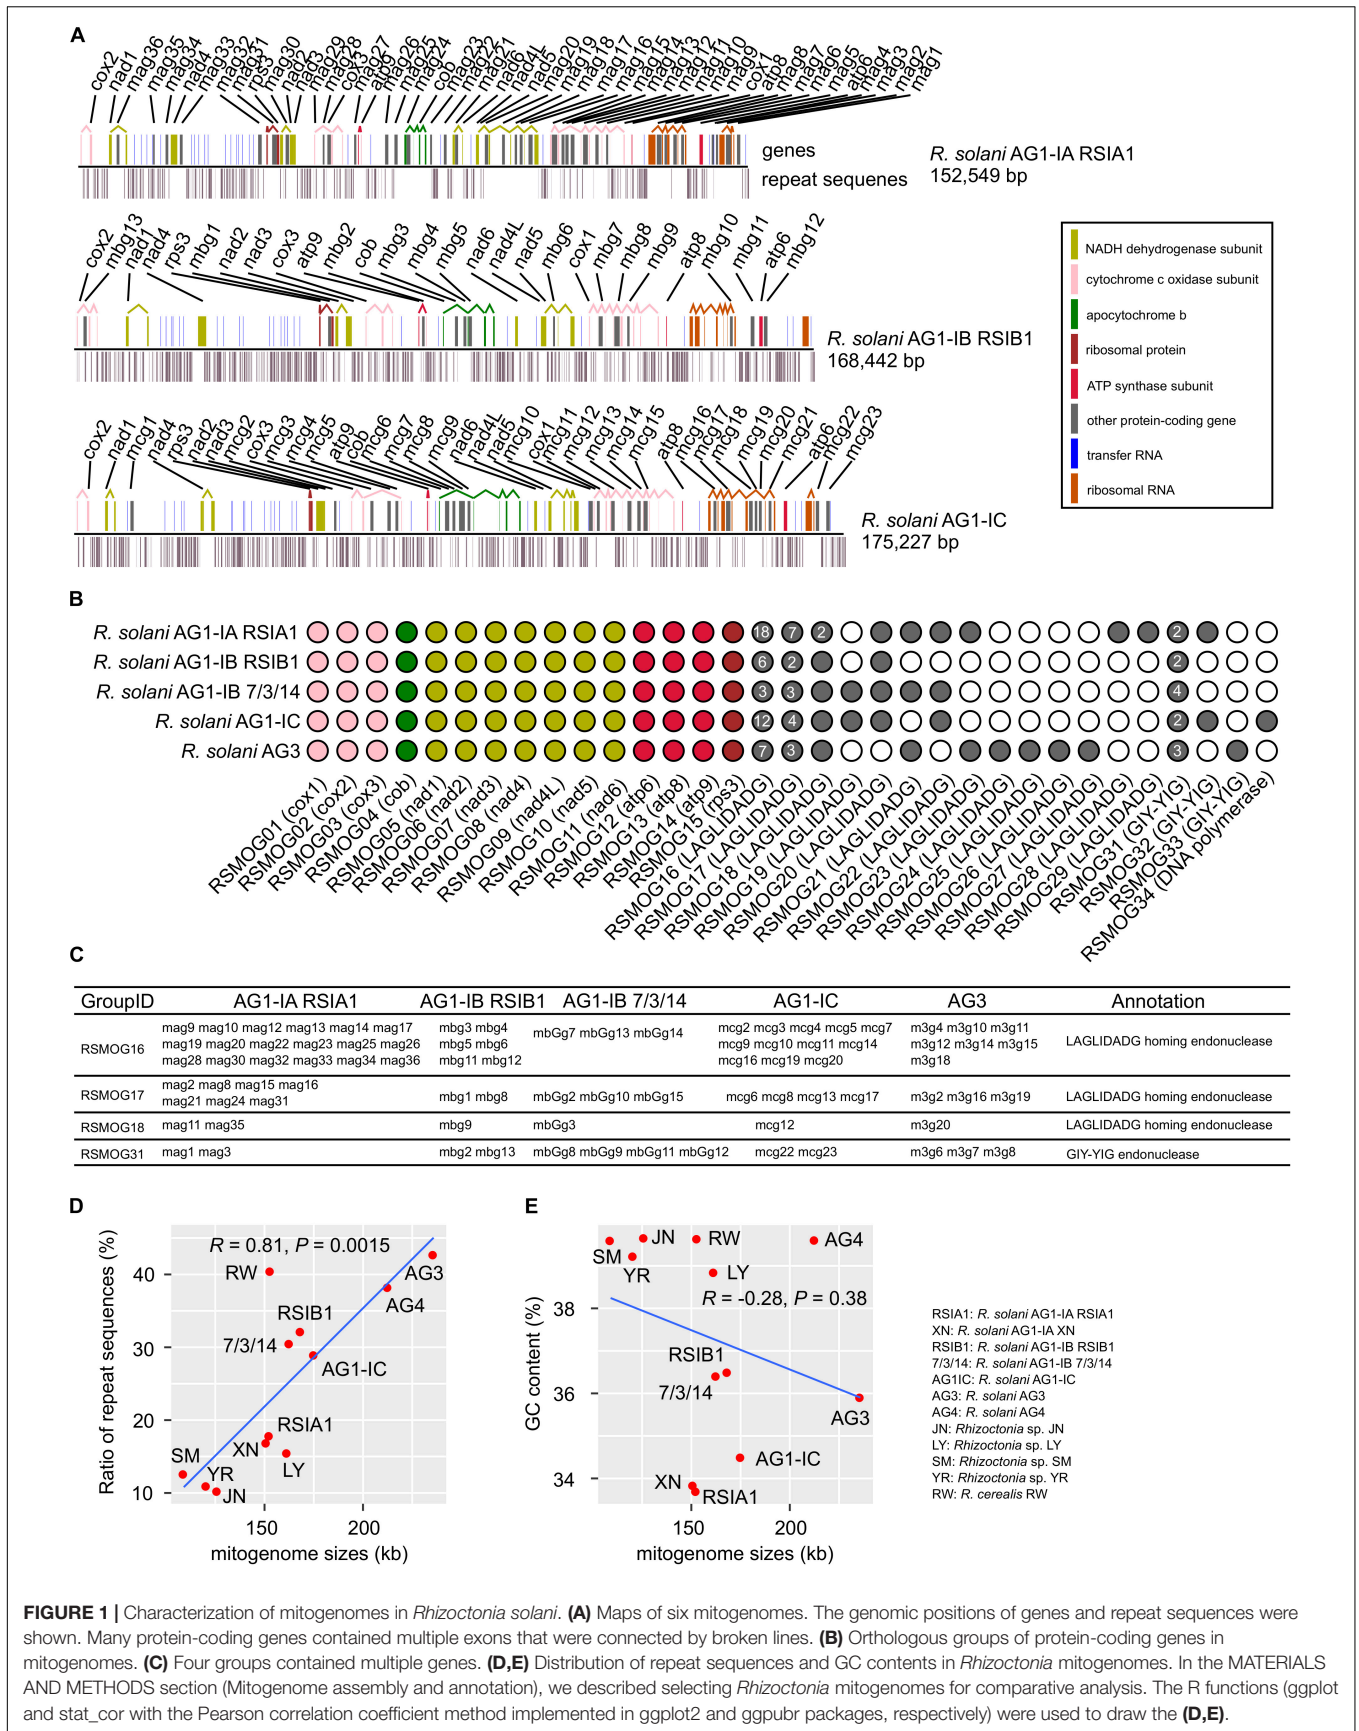 A
cox2 nad1 mag36 mag35 mag34 nad4 mag33 mag32 mag31 rps3 mag30 nad2 nad3 mag29 mag28 cox3 mag27 atp9 mag26 mag25 mag24 cob mag23 mag22 mag21 nad6 nad4L nad5 mag20 mag19 mag18 mag17 mag16 mag15 mag14 mag13 mag12 mag11 mag10 mag9 cox1 atp8 mag8 mag7 mag6 mag5 atp6 mag4 mag3 mag2 mag1
genes
repeat sequenes
R. solani AG1-IA RSIA1
152,549 bp
cox2 mbg13 nad1 nad4 rps3 mbg1 nad2 nad3 cox3 atp9 mbg2 cob mbg3 mbg4 mbg5 nad6 nad4L nad5 mbg6 cox1 mbg7 mbg8 mbg9 atp8 mbg10 mbg11 atp6 mbg12
R. solani AG1-IB RSIB1
168,442 bp
cox2 nad1 mcg1 nad4 rps3 nad2 nad3 mcg2 cox3 mcg3 mcg4 mcg5 atp9 cob mcg6 mcg7 mcg8 mcg9 nad6 nad4L nad5 mcg10 cox1 mcg11 mcg12 mcg13 mcg14 mcg15 atp8 mcg16 mcg17 mcg18 mcg19 mcg20 mcg21 atp6 mcg22 mcg23
R. solani AG1-IC
175,227 bp
NADH dehydrogenase subunit
cytochrome c oxidase subunit
apocytochrome b
ribosomal protein
ATP synthase subunit
other protein-coding gene
transfer RNA
ribosomal RNA
B
R. solani AG1-IA RSIA1 18 7 2 2
R. solani AG1-IB RSIB1 6 2 2
R. solani AG1-IB 7/3/14 3 3 4
R. solani AG1-IC 12 4 2
R. solani AG3 7 3 3
RSMOG01 (cox1)
RSMOG02 (cox2)
RSMOG03 (cox3)
RSMOG04 (cob)
RSMOG05 (nad1)
RSMOG06 (nad2)
RSMOG07 (nad3)
RSMOG08 (nad4)
RSMOG09 (nad4L)
RSMOG10 (nad5)
RSMOG11 (nad6)
RSMOG12 (atp6)
RSMOG13 (atp8)
RSMOG14 (atp9)
RSMOG15 (rps3)
RSMOG16 (LAGLIDADG)
RSMOG17 (LAGLIDADG)
RSMOG18 (LAGLIDADG)
RSMOG19 (LAGLIDADG)
RSMOG20 (LAGLIDADG)
RSMOG21 (LAGLIDADG)
RSMOG22 (LAGLIDADG)
RSMOG23 (LAGLIDADG)
RSMOG24 (LAGLIDADG)
RSMOG25 (LAGLIDADG)
RSMOG26 (LAGLIDADG)
RSMOG27 (LAGLIDADG)
RSMOG28 (LAGLIDADG)
RSMOG29 (LAGLIDADG)
RSMOG31 (GIY-YIG)
RSMOG32 (GIY-YIG)
RSMOG33 (GIY-YIG)
RSMOG34 (DNA polymerase)
C
GroupID AG1-IA RSIA1 AG1-IB RSIB1 AG1-IB 7/3/14 AG1-IC AG3 Annotation
RSMOG16
mag9 mag10 mag12 mag13 mag14 mag17
mag19 mag20 mag22 mag23 mag25 mag26
mag28 mag30 mag32 mag33 mag34 mag36
mbg3 mbg4
mbg5 mbg6
mbg11 mbg12
mbGg7 mbGg13 mbGg14
mcg2 mcg3 mcg4 mcg5 mcg7
mcg9 mcg10 mcg11 mcg14
mcg16 mcg19 mcg20
m3g4 m3g10 m3g11
m3g12 m3g14 m3g15
m3g18
LAGLIDADG homing endonuclease
RSMOG17
mag2 mag8 mag15 mag16
mag21 mag24 mag31
mbg1 mbg8
mbGg2 mbGg10 mbGg15
mcg6 mcg8 mcg13 mcg17
m3g2 m3g16 m3g19
LAGLIDADG homing endonuclease
RSMOG18 mag11 mag35 mbg9 mbGg3 mcg12 m3g20 LAGLIDADG homing endonuclease
RSMOG31 mag1 mag3 mbg2 mbg13 mbGg8 mbGg9 mbGg11 mbGg12 mcg22 mcg23 m3g6 m3g7 m3g8 GIY-YIG endonuclease
D
Ratio of repeat sequences (%)
R = 0.81, P = 0.0015
40
30
20
10
RW
AG3
AG4
RSIB1
7/3/14
AG1-IC
RSIA1
XN
LY
SM
YR
JN
150 200
mitogenome sizes (kb)
E
GC content (%)
38
36
34
JN
RW
AG4
SM
YR
LY
R = -0.28, P = 0.38
RSIB1
7/3/14
AG3
AG1-IC
XN
RSIA1
150 200
mitogenome sizes (kb)
RSIA1: R. solani AG1-IA RSIA1
XN: R. solani AG1-IA XN
RSIB1: R. solani AG1-IB RSIB1
7/3/14: R. solani AG1-IB 7/3/14
AG1IC: R. solani AG1-IC
AG3: R. solani AG3
AG4: R. solani AG4
JN: Rhizoctonia sp. JN
LY: Rhizoctonia sp. LY
SM: Rhizoctonia sp. SM
YR: Rhizoctonia sp. YR
RW: R. cerealis RW
FIGURE 1 | Characterization of mitogenomes in Rhizoctonia solani. (A) Maps of six mitogenomes. The genomic positions of genes and repeat sequences were
shown. Many protein-coding genes contained multiple exons that were connected by broken lines. (B) Orthologous groups of protein-coding genes in
mitogenomes. (C) Four groups contained multiple genes. (D,E) Distribution of repeat sequences and GC contents in Rhizoctonia mitogenomes. In the MATERIALS
AND METHODS section (Mitogenome assembly and annotation), we described selecting Rhizoctonia mitogenomes for comparative analysis. The R functions (ggplot
and stat_cor with the Pearson correlation coefficient method implemented in ggplot2 and ggpubr packages, respectively) were used to draw the (D,E).